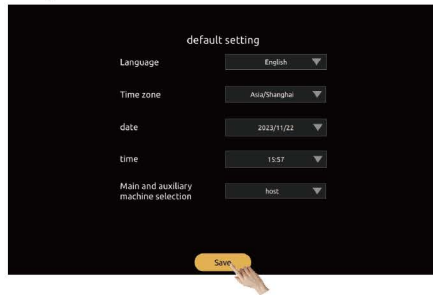 default setting
Language English
Time zone Asia/Shanghai
date 2023/11/22
time 15:57
Main and auxiliary
machine selection host
Save